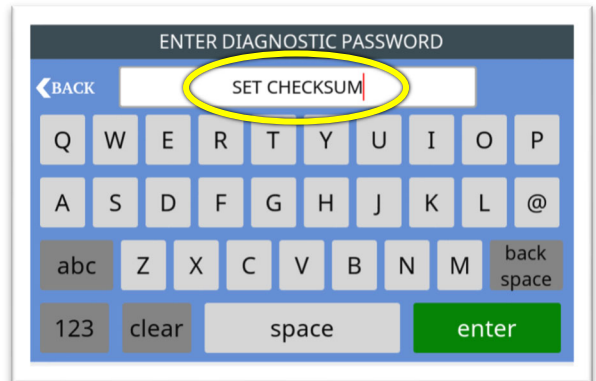 ENTER DIAGNOSTIC PASSWORD
BACK SET CHECKSUM
Q W E R T Y U I O P
A S D F G H J K L @
abc Z X C V B N M back space
123 clear space enter